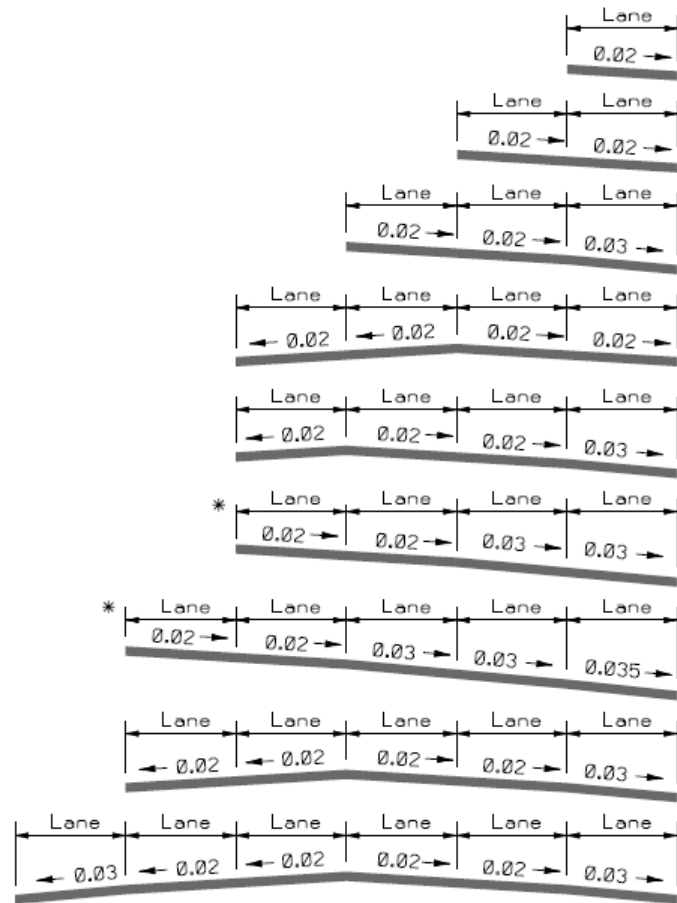 Lane
0.02
Lane Lane
0.02 0.02
Lane Lane Lane
0.02 0.02 0.03
Lane Lane Lane Lane
0.02 0.02 0.02 0.02
Lane Lane Lane Lane
0.02 0.02 0.02 0.03
* Lane Lane Lane Lane
0.02 0.02 0.03 0.03
* Lane Lane Lane Lane Lane
0.02 0.02 0.03 0.03 0.035
Lane Lane Lane Lane Lane
0.02 0.02 0.02 0.02 0.03
Lane Lane Lane Lane Lane Lane
0.03 0.02 0.02 0.02 0.02 0.03